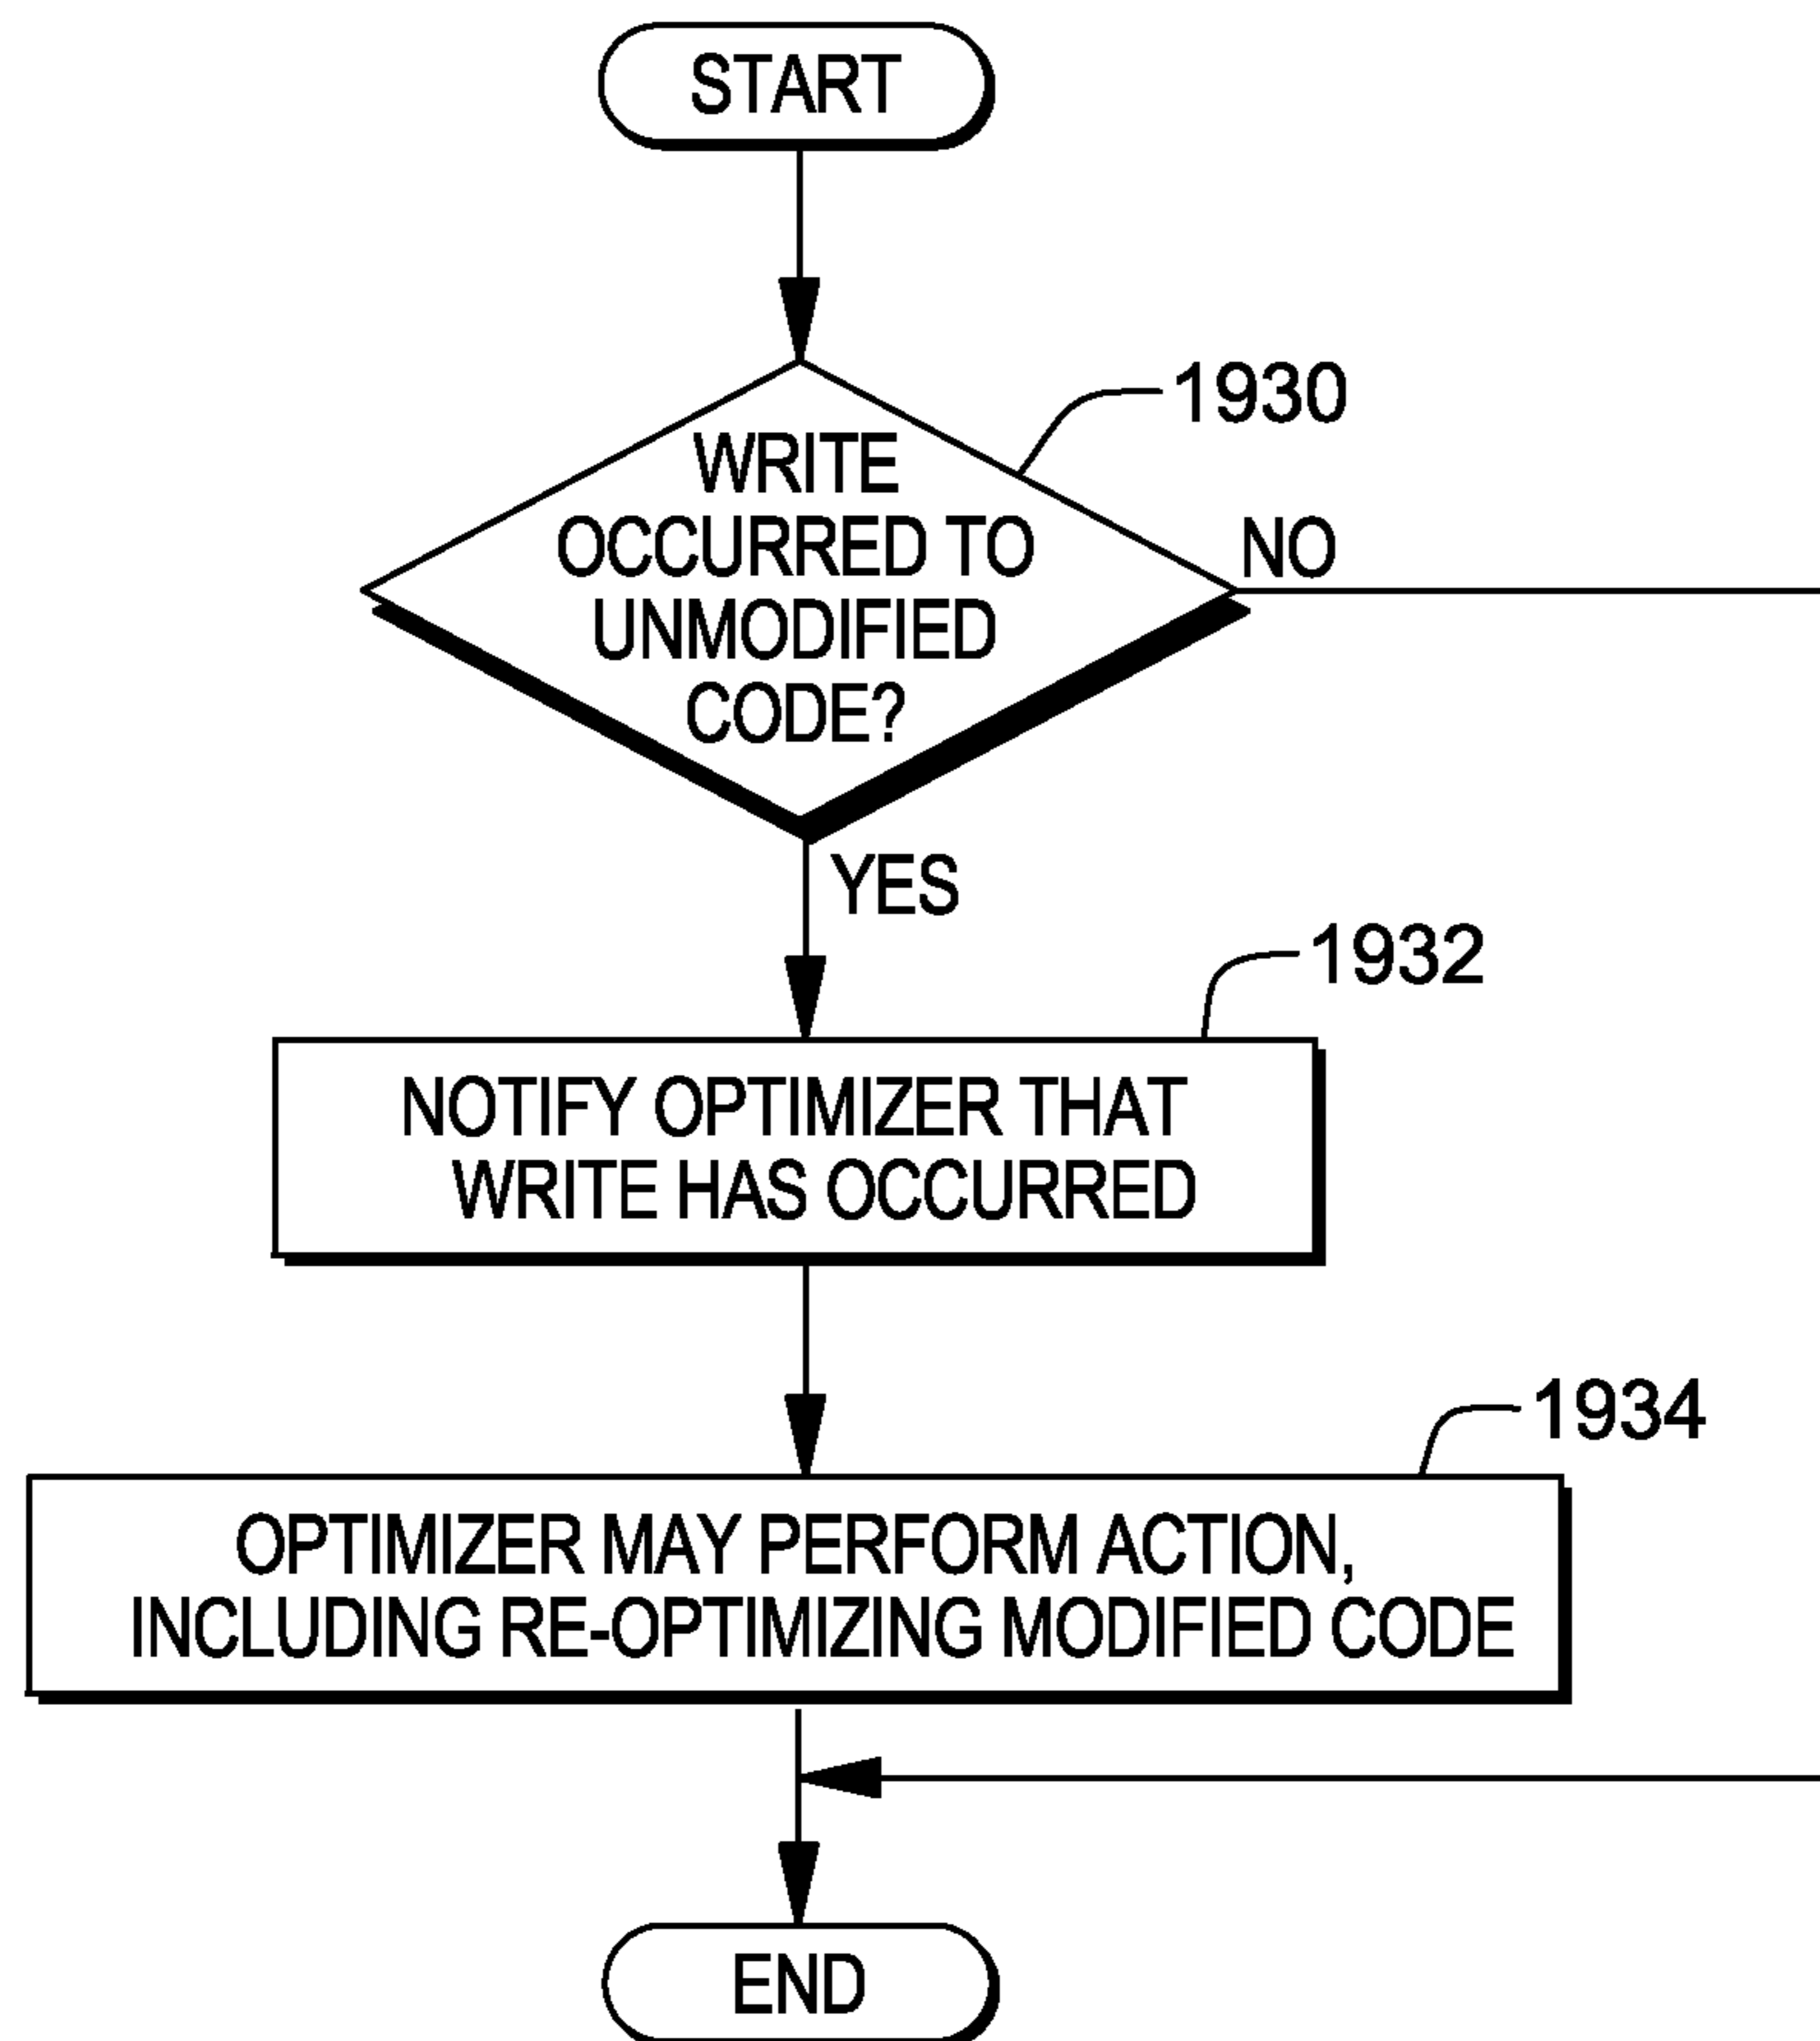 START
1930
WRITE
OCCURRED TO
UNMODIFIED
CODE?
NO
YES
1932
NOTIFY OPTIMIZER THAT
WRITE HAS OCCURRED
1934
OPTIMIZER MAY PERFORM ACTION,
INCLUDING RE-OPTIMIZING MODIFIED CODE
END